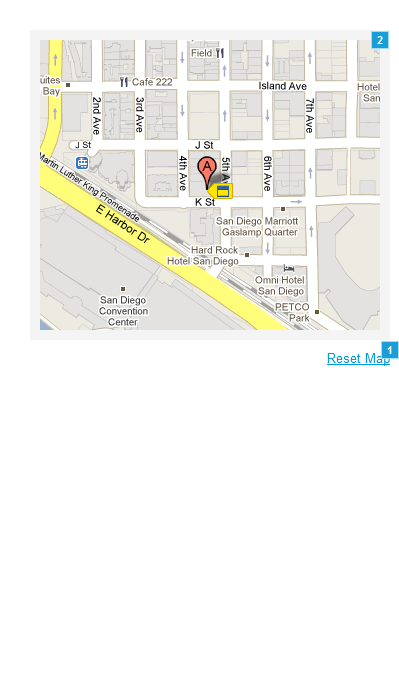 2
Field
Cafe 222
Island Ave
uites
Bay
Hotel
San
2nd Ave
3rd Ave
7th Ave
J St
J St
4th Ave
A
5th Av
6th Ave
Martin Luther King Promenade
K St
E Harbor Dr
San Diego Marriott
Gaslamp Quarter
Hard Rock
Hotel San Diego
Omni Hotel
San Diego
San Diego
Convention
Center
PETCO
Park
1
Reset Map